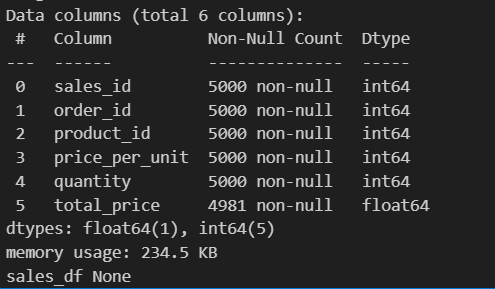 Data columns (total 6 columns):
 #   Column          Non-Null Count  Dtype
---  ------          --------------  -----
 0   sales_id        5000 non-null   int64
 1   order_id        5000 non-null   int64
 2   product_id      5000 non-null   int64
 3   price_per_unit  5000 non-null   int64
 4   quantity        5000 non-null   int64
 5   total_price     4981 non-null   float64
dtypes: float64(1), int64(5)
memory usage: 234.5 KB
sales_df None